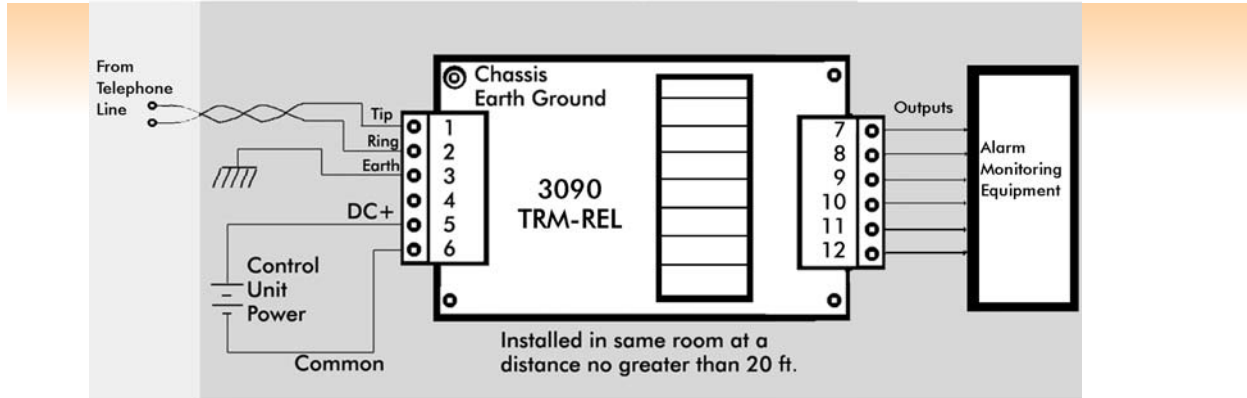 From
Telephone
Line
Tip
Ring
Earth
DC+
Control
Unit
Power
Common
Chassis
Earth Ground
1
2
3
4
5
6
3090
TRM-REL
7
8
9
10
11
12
Outputs
Alarm
Monitoring
Equipment
Installed in same room at a
distance no greater than 20 ft.